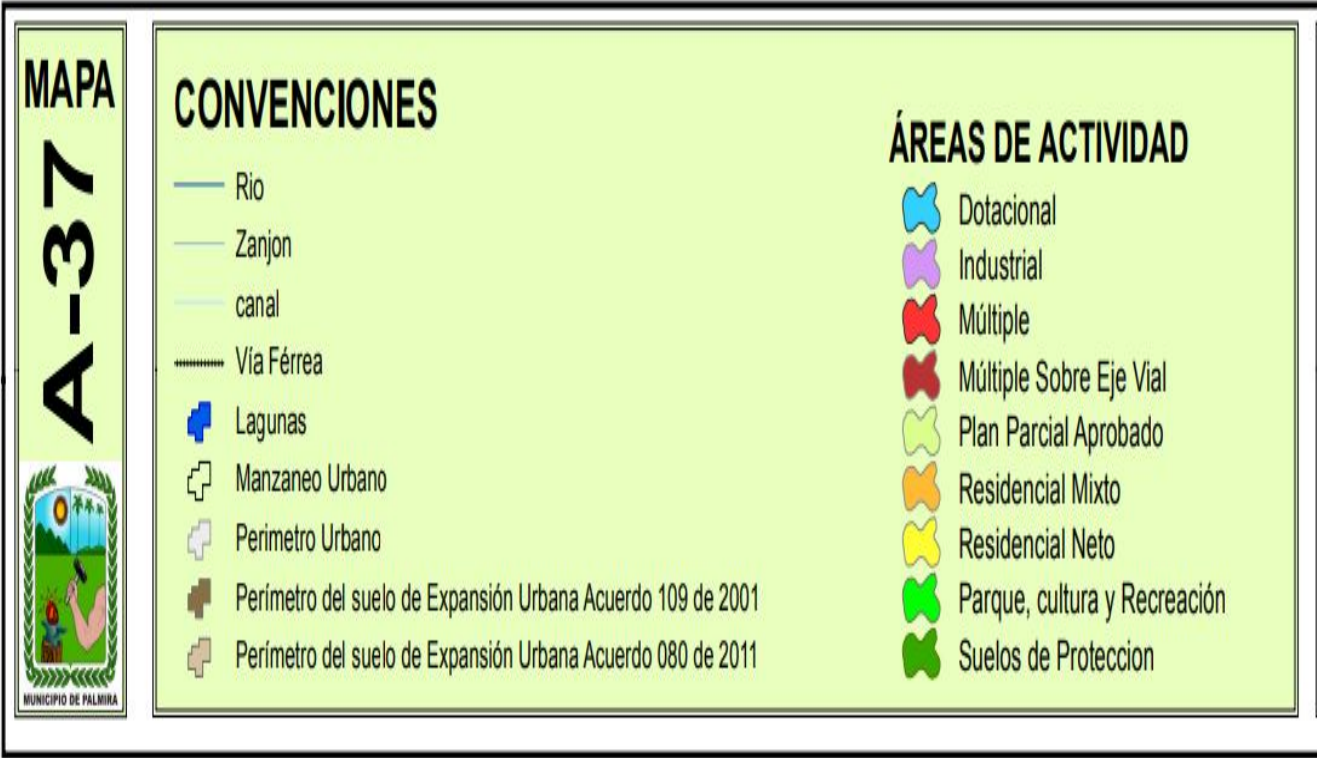 MAPA
A-37
MUNICIPIO DE PALMIRA
CONVENCIONES
Rio
Zanjon
canal
Vía Férrea
Lagunas
Manzaneo Urbano
Perimetro Urbano
Perímetro del suelo de Expansión Urbana Acuerdo 109 de 2001
Perímetro del suelo de Expansión Urbana Acuerdo 080 de 2011
ÁREAS DE ACTIVIDAD
Dotacional
Industrial
Múltiple
Múltiple Sobre Eje Vial
Plan Parcial Aprobado
Residencial Mixto
Residencial Neto
Parque, cultura y Recreación
Suelos de Proteccion